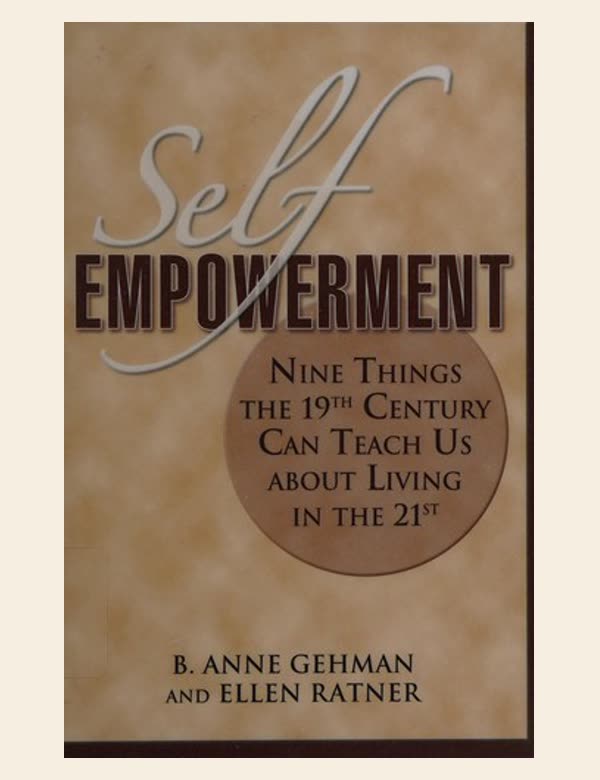 Self
EMPOWERMENT
NINE THINGS
THE 19TH CENTURY
CAN TEACH US
ABOUT LIVING
IN THE 21ST
B. ANNE GEHMAN
AND ELLEN RATNER